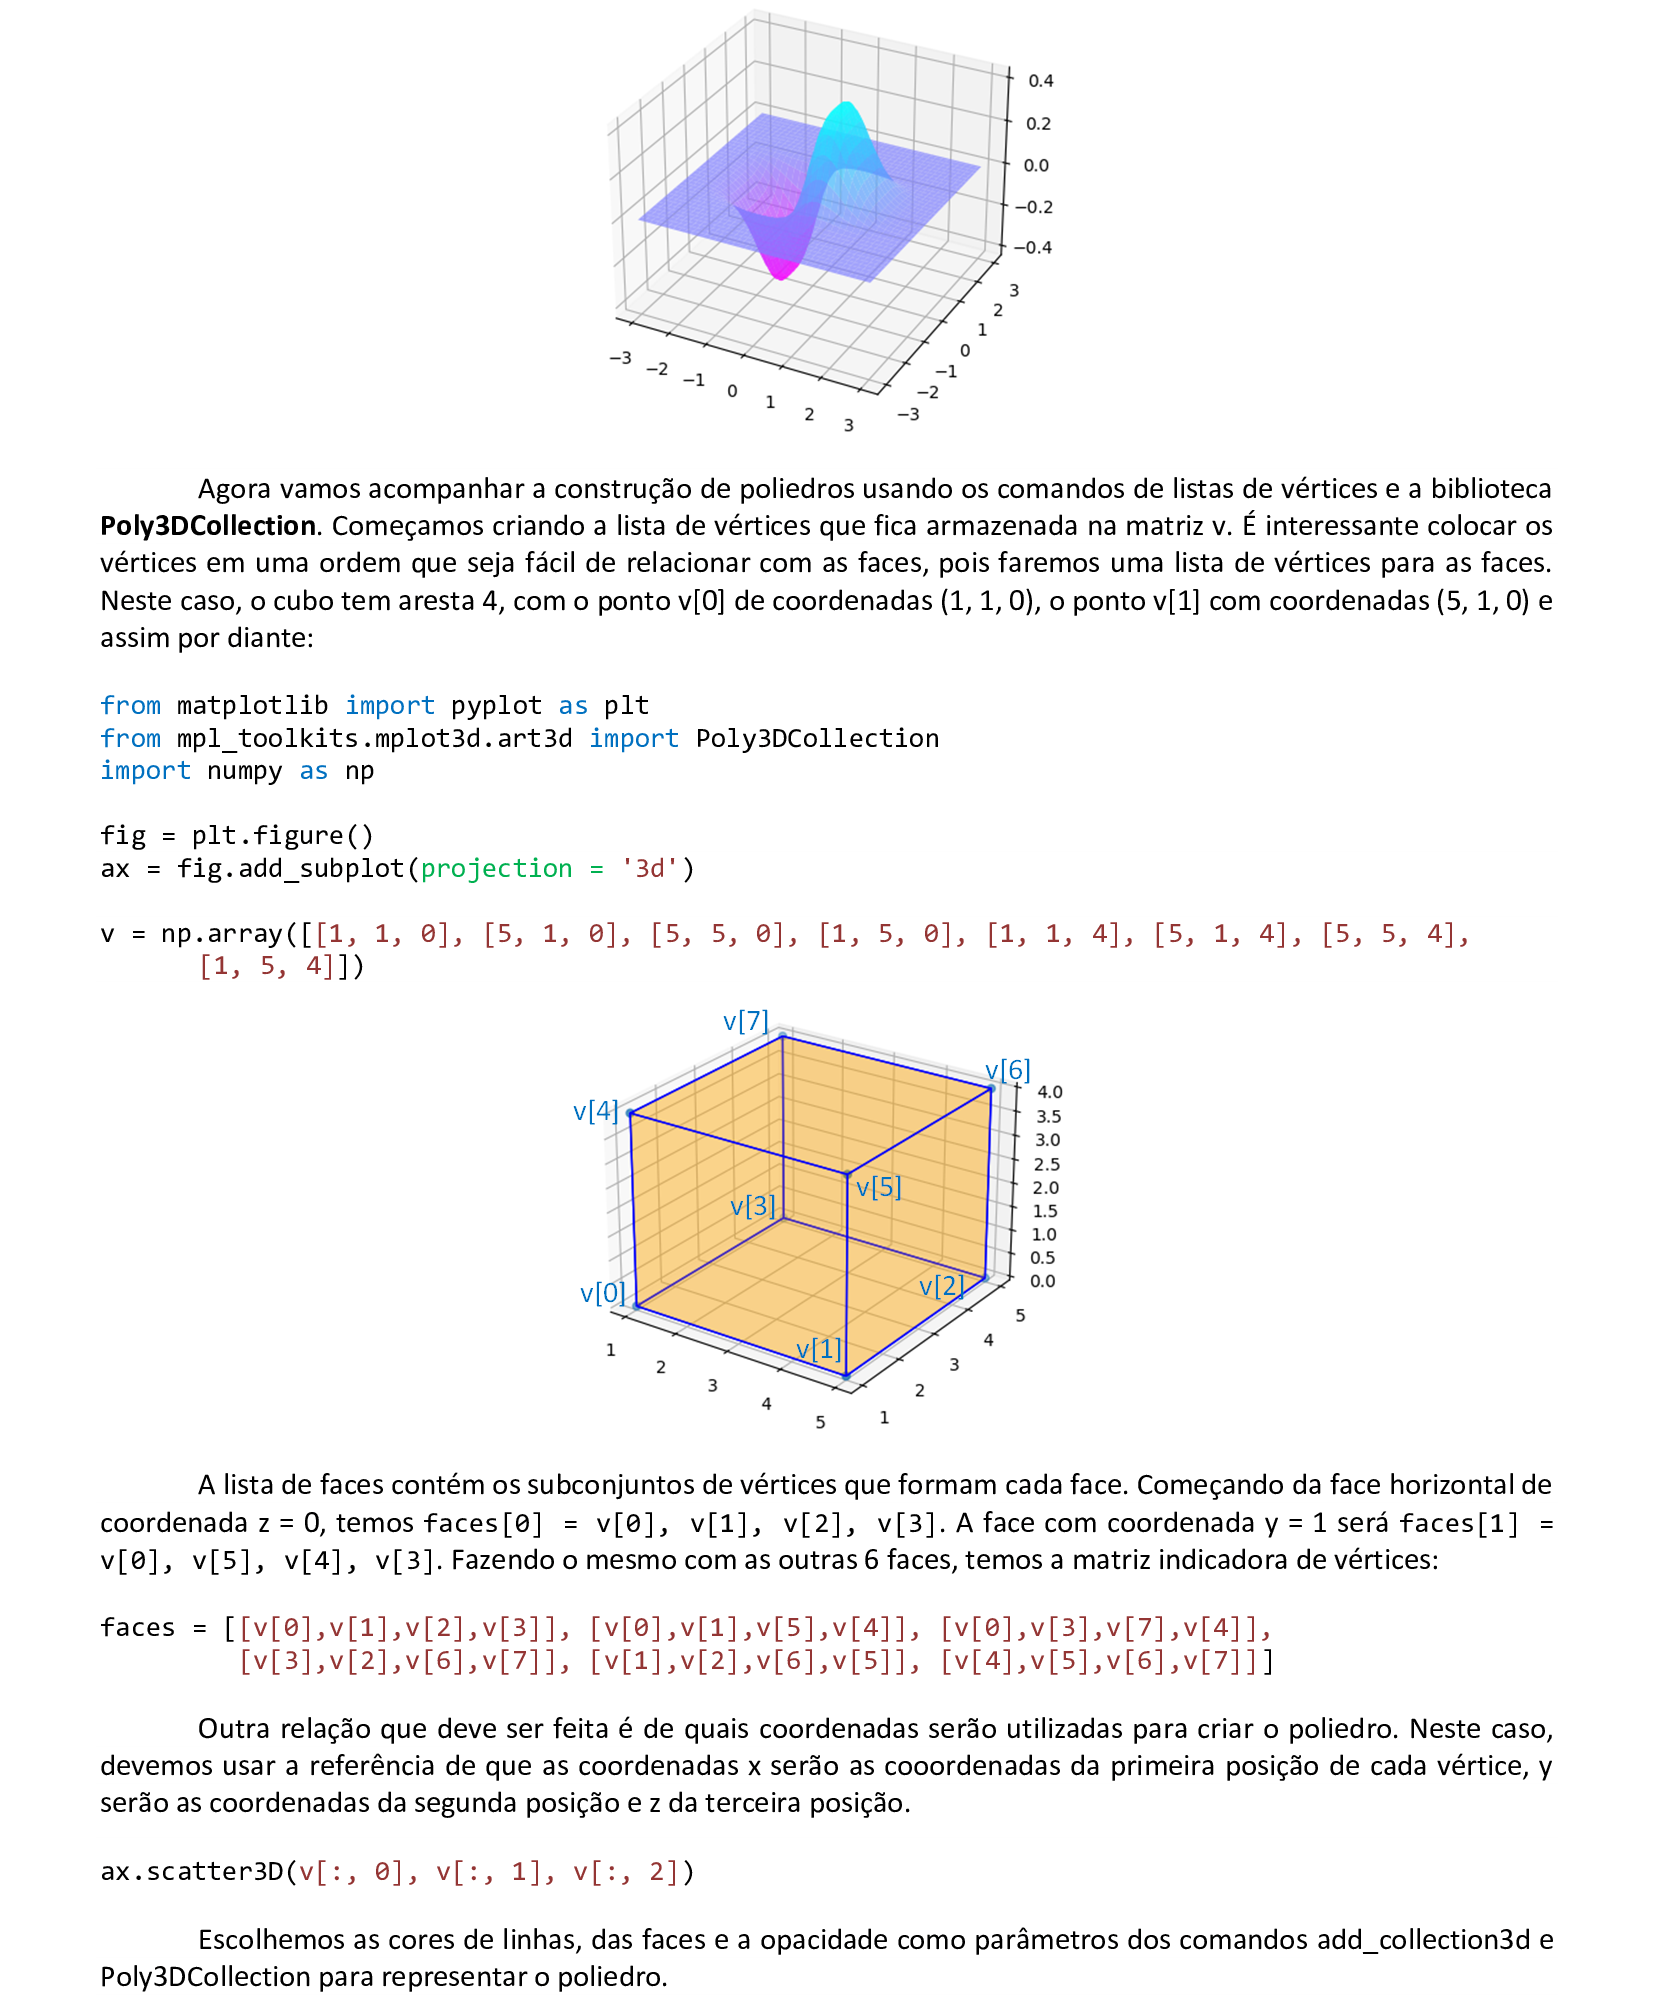 0.4
0.2
0.0
−0.2
−0.4
3
2
1
0
−1
−2
−3
−3
−2
−1
0
1
2
3
Agora vamos acompanhar a construção de poliedros usando os comandos de listas de vértices e a biblioteca
Poly3DCollection. Começamos criando a lista de vértices que fica armazenada na matriz v. É interessante colocar os
vértices em uma ordem que seja fácil de relacionar com as faces, pois faremos uma lista de vértices para as faces.
Neste caso, o cubo tem aresta 4, com o ponto v[0] de coordenadas (1, 1, 0), o ponto v[1] com coordenadas (5, 1, 0) e
assim por diante:
from matplotlib import pyplot as plt
from mpl_toolkits.mplot3d.art3d import Poly3DCollection
import numpy as np
fig = plt.figure()
ax = fig.add_subplot(projection = '3d')
v = np.array([[1, 1, 0], [5, 1, 0], [5, 5, 0], [1, 5, 0], [1, 1, 4], [5, 1, 4], [5, 5, 4],
[1, 5, 4]])
v[7]
v[6]
v[4]
v[5]
v[3]
v[2]
v[0]
v[1]
4.0
3.5
3.0
2.5
2.0
1.5
1.0
0.5
0.0
5
4
3
2
1
1
2
3
4
5
A lista de faces contém os subconjuntos de vértices que formam cada face. Começando da face horizontal de
coordenada z = 0, temos faces[0] = v[0], v[1], v[2], v[3]. A face com coordenada y = 1 será faces[1] =
v[0], v[5], v[4], v[3]. Fazendo o mesmo com as outras 6 faces, temos a matriz indicadora de vértices:
faces = [[v[0],v[1],v[2],v[3]], [v[0],v[1],v[5],v[4]], [v[0],v[3],v[7],v[4]],
[v[3],v[2],v[6],v[7]], [v[1],v[2],v[6],v[5]], [v[4],v[5],v[6],v[7]]]
Outra relação que deve ser feita é de quais coordenadas serão utilizadas para criar o poliedro. Neste caso,
devemos usar a referência de que as coordenadas x serão as cooordenadas da primeira posição de cada vértice, y
serão as coordenadas da segunda posição e z da terceira posição.
ax.scatter3D(v[:, 0], v[:, 1], v[:, 2])
Escolhemos as cores de linhas, das faces e a opacidade como parâmetros dos comandos add_collection3d e
Poly3DCollection para representar o poliedro.